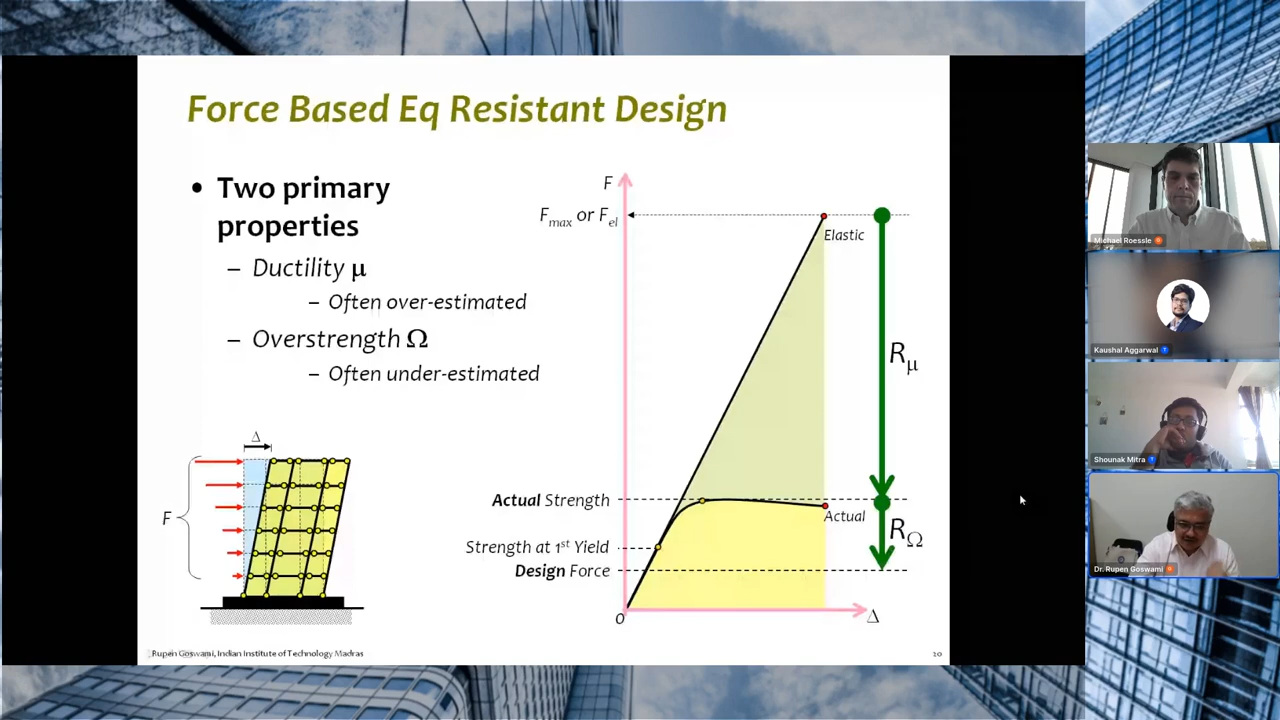 Force Based Eq Resistant Design
• Two primary
properties
– Ductility μ
– Often over-estimated
– Overstrength Ω
– Often under-estimated
Δ
F
F
Fmax or Fel
Elastic
Rμ
Actual Strength
Actual
RΩ
Strength at 1st Yield
Design Force
0
Δ
Rupen Goswami, Indian Institute of Technology Madras
20
Michael Roessle
Kaushal Aggarwal
Shounak Mitra
Dr. Rupen Goswami